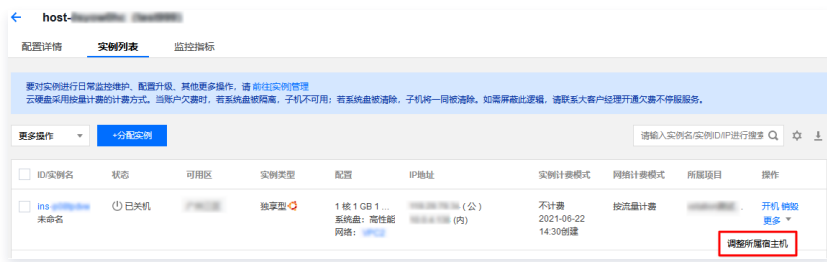 host-
配置详情 实例列表 监控指标
要对实例进行日常监控维护、配置升级、其他更多操作，请 前往[实例]管理
云硬盘采用按量计费的计费方式。当账户欠费时，若系统盘被隔离，子机不可用；若系统盘被清除，子机将一同被清除。如需屏蔽此逻辑，请联系大客户经理开通欠费不停服服务。
更多操作 +分配实例 请输入实例名/实例ID/IP进行搜索
ID/实例名 状态 可用区 实例类型 配置 IP地址 实例计费模式 网络计费模式 所属项目 操作
ins- 已关机 独享型 1 核 1 GB 1 ... (公) 不计费 按流量计费 开机 销毁
未命名 系统盘：高性能 (内) 2021-06-22 更多
网络：VPC2 14:30创建
调整所属宿主机